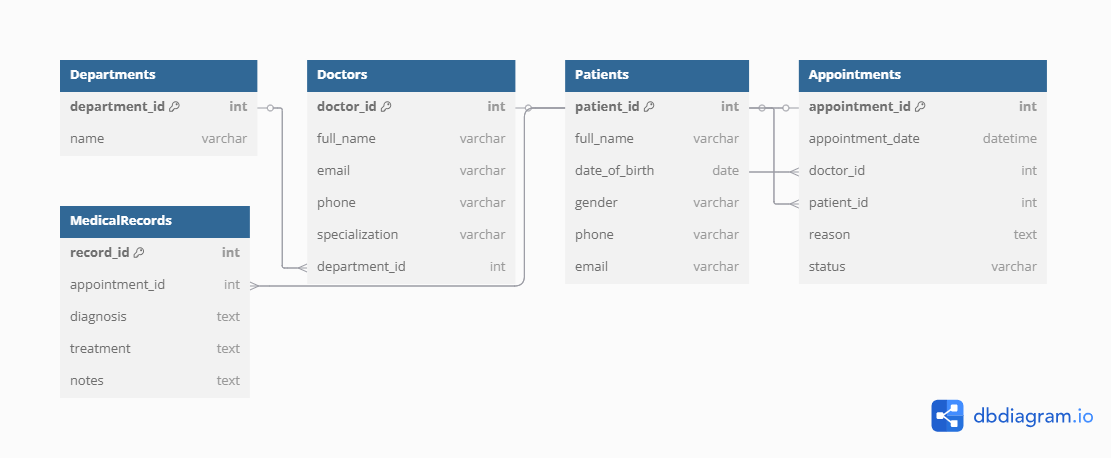 Departments
department_id int
name varchar
Doctors
doctor_id int
full_name varchar
email varchar
phone varchar
specialization varchar
department_id int
Patients
patient_id int
full_name varchar
date_of_birth date
gender varchar
phone varchar
email varchar
Appointments
appointment_id int
appointment_date datetime
doctor_id int
patient_id int
reason text
status varchar
MedicalRecords
record_id int
appointment_id int
diagnosis text
treatment text
notes text
dbdiagram.io